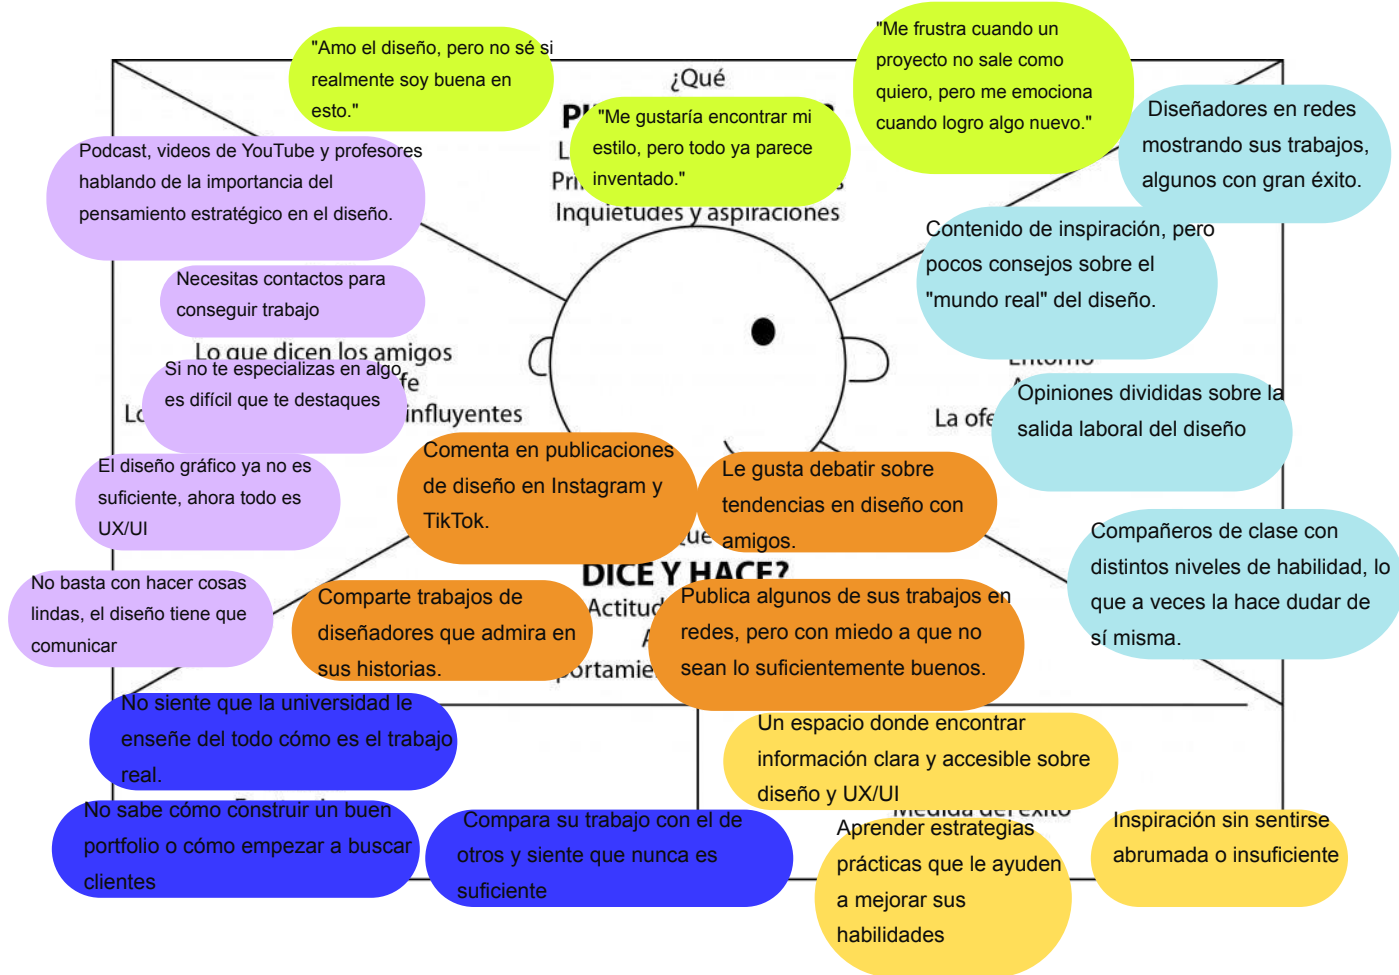 "Amo el diseño, pero no sé si
realmente soy buena en
esto."
¿Qué
"Me gustaría encontrar mi
estilo, pero todo ya parece
inventado."
Inquietudes y aspiraciones
"Me frustra cuando un
proyecto no sale como
quiero, pero me emociona
cuando logro algo nuevo."
Podcast, videos de YouTube y profesores
hablando de la importancia del
pensamiento estratégico en el diseño.
Necesitas contactos para
conseguir trabajo
Lo que dicen los amigos
Si no te especializas en algo
es difícil que te destaques
influyentes
El diseño gráfico ya no es
suficiente, ahora todo es
UX/UI
No basta con hacer cosas
lindas, el diseño tiene que
comunicar
Diseñadores en redes
mostrando sus trabajos,
algunos con gran éxito.
Contenido de inspiración, pero
pocos consejos sobre el
"mundo real" del diseño.
Entorno
La
Opiniones divididas sobre la
salida laboral del diseño
Compañeros de clase con
distintos niveles de habilidad, lo
que a veces la hace dudar de
sí misma.
Comenta en publicaciones
de diseño en Instagram y
TikTok.
Le gusta debatir sobre
tendencias en diseño con
amigos.
DICE Y HACE?
Comparte trabajos de
diseñadores que admira en
sus historias.
Publica algunos de sus trabajos en
redes, pero con miedo a que no
sean lo suficientemente buenos.
No siente que la universidad le
enseñe del todo cómo es el trabajo
real.
No sabe cómo construir un buen
portfolio o cómo empezar a buscar
clientes
Compara su trabajo con el de
otros y siente que nunca es
suficiente
Un espacio donde encontrar
información clara y accesible sobre
diseño y UX/UI
Medida del éxito
Aprender estrategias
prácticas que le ayuden
a mejorar sus
habilidades
Inspiración sin sentirse
abrumada o insuficiente